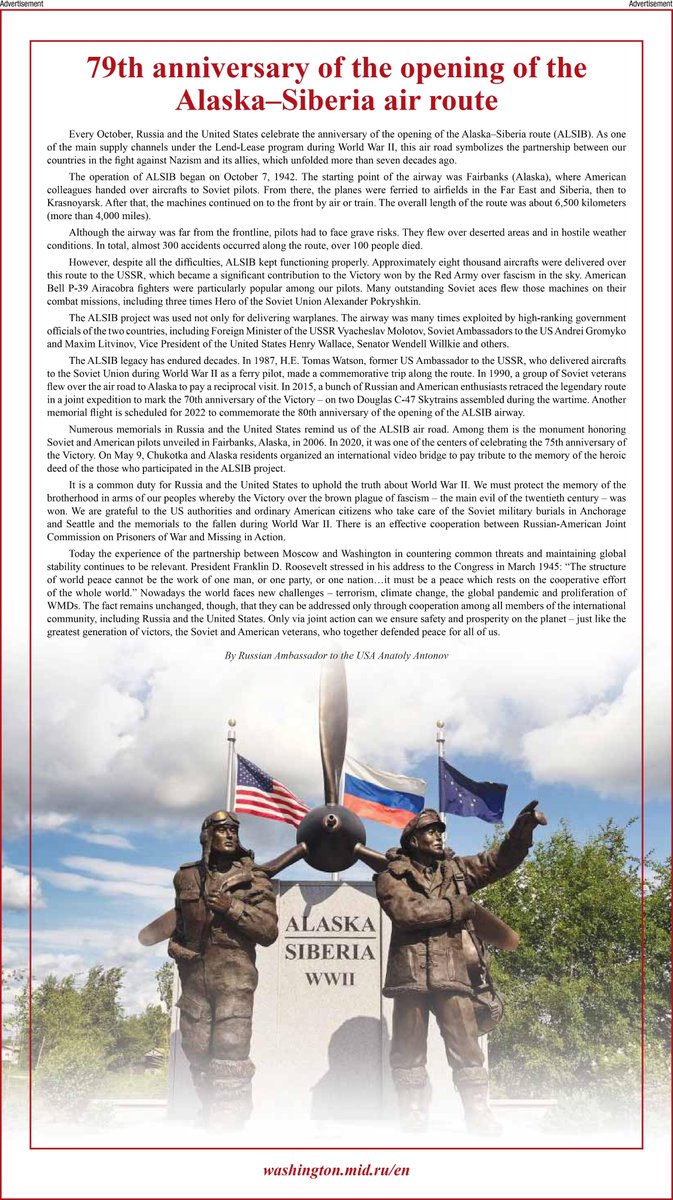 Advertisement
Advertisement
79th anniversary of the opening of the
Alaska–Siberia air route
Every October, Russia and the United States celebrate the anniversary of the opening of the Alaska–Siberia route (ALSIB). As one
of the main supply channels under the Lend-Lease program during World War II, this air road symbolizes the partnership between our
countries in the fight against Nazism and its allies, which unfolded more than seven decades ago.
The operation of ALSIB began on October 7, 1942. The starting point of the airway was Fairbanks (Alaska), where American
colleagues handed over aircrafts to Soviet pilots. From there, the planes were ferried to airfields in the Far East and Siberia, then to
Krasnoyarsk. After that, the machines continued on to the front by air or train. The overall length of the route was about 6,500 kilometers
(more than 4,000 miles).
Although the airway was far from the frontline, pilots had to face grave risks. They flew over deserted areas and in hostile weather
conditions. In total, almost 300 accidents occurred along the route, over 100 people died.
However, despite all the difficulties, ALSIB kept functioning properly. Approximately eight thousand aircrafts were delivered over
this route to the USSR, which became a significant contribution to the Victory won by the Red Army over fascism in the sky. American
Bell P-39 Airacobra fighters were particularly popular among our pilots. Many outstanding Soviet aces flew those machines on their
combat missions, including three times Hero of the Soviet Union Alexander Pokryshkin.
The ALSIB project was used not only for delivering warplanes. The airway was many times exploited by high-ranking government
officials of the two countries, including Foreign Minister of the USSR Vyacheslav Molotov, Soviet Ambassadors to the US Andrei Gromyko
and Maxim Litvinov, Vice President of the United States Henry Wallace, Senator Wendell Willkie and others.
The ALSIB legacy has endured decades. In 1987, H.E. Tomas Watson, former US Ambassador to the USSR, who delivered aircrafts
to the Soviet Union during World War II as a ferry pilot, made a commemorative trip along the route. In 1990, a group of Soviet veterans
flew over the air road to Alaska to pay a reciprocal visit. In 2015, a bunch of Russian and American enthusiasts retraced the legendary route
in a joint expedition to mark the 70th anniversary of the Victory – on two Douglas C-47 Skytrains assembled during the wartime. Another
memorial flight is scheduled for 2022 to commemorate the 80th anniversary of the opening of the ALSIB airway.
Numerous memorials in Russia and the United States remind us of the ALSIB air road. Among them is the monument honoring
Soviet and American pilots unveiled in Fairbanks, Alaska, in 2006. In 2020, it was one of the centers of celebrating the 75th anniversary of
the Victory. On May 9, Chukotka and Alaska residents organized an international video bridge to pay tribute to the memory of the heroic
deed of the those who participated in the ALSIB project.
It is a common duty for Russia and the United States to uphold the truth about World War II. We must protect the memory of the
brotherhood in arms of our peoples whereby the Victory over the brown plague of fascism – the main evil of the twentieth century – was
won. We are grateful to the US authorities and ordinary American citizens who take care of the Soviet military burials in Anchorage
and Seattle and the memorials to the fallen during World War II. There is an effective cooperation between Russian-American Joint
Commission on Prisoners of War and Missing in Action.
Today the experience of the partnership between Moscow and Washington in countering common threats and maintaining global
stability continues to be relevant. President Franklin D. Roosevelt stressed in his address to the Congress in March 1945: “The structure
of world peace cannot be the work of one man, or one party, or one nation…it must be a peace which rests on the cooperative effort
of the whole world.” Nowadays the world faces new challenges – terrorism, climate change, the global pandemic and proliferation of
WMDs. The fact remains unchanged, though, that they can be addressed only through cooperation among all members of the international
community, including Russia and the United States. Only via joint action can we ensure safety and prosperity on the planet – just like the
greatest generation of victors, the Soviet and American veterans, who together defended peace for all of us.
By Russian Ambassador to the USA Anatoly Antonov
ALASKA
SIBERIA
WWII
washington.mid.ru/en